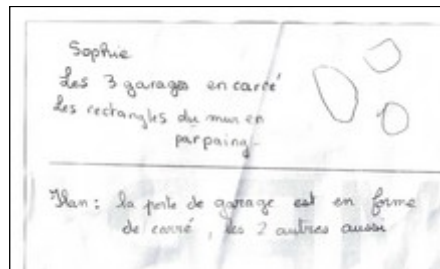 Sophie
Les 3 garages en carré
Les rectangles du mur en
parpaing.
Ilan : la porte de garage est en forme
de carré, les 2 autres aussi